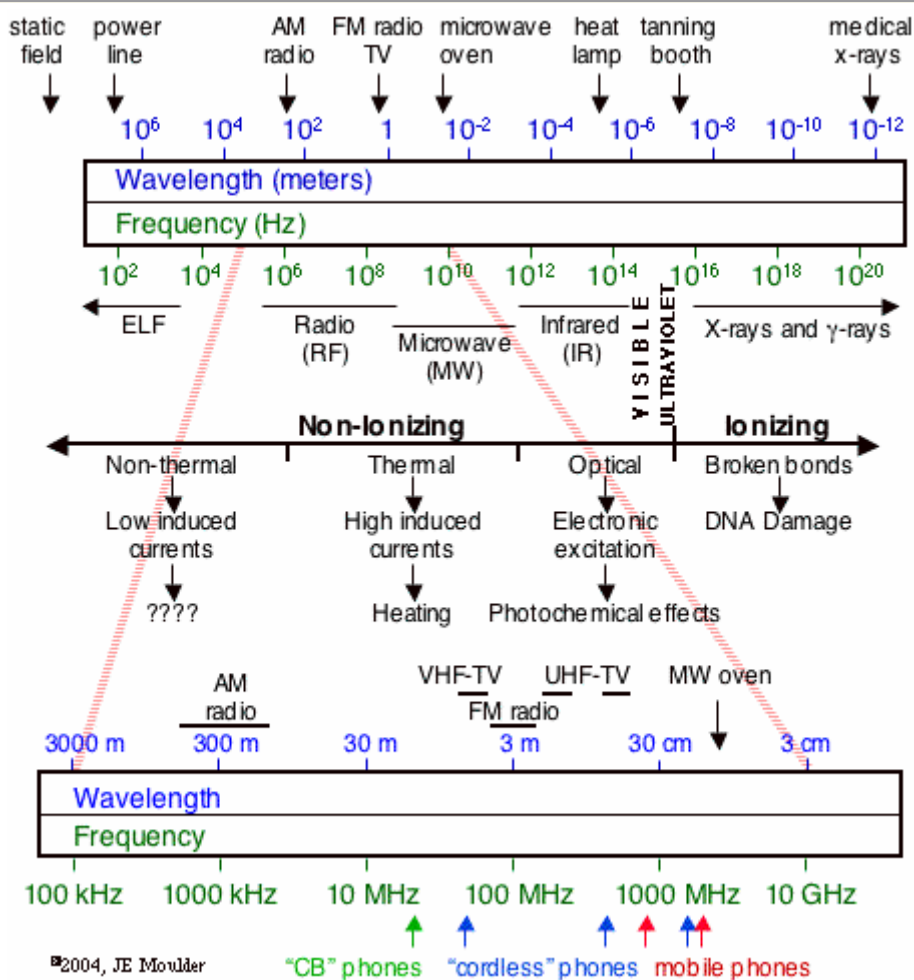 static field
power line
AM radio
FM radio TV
microwave oven
heat lamp
tanning booth
medical x-rays
10⁶ 10⁴ 10² 1 10⁻² 10⁻⁴ 10⁻⁶ 10⁻⁸ 10⁻¹⁰ 10⁻¹²
Wavelength (meters)
Frequency (Hz)
10² 10⁴ 10⁶ 10⁸ 10¹⁰ 10¹² 10¹⁴ 10¹⁶ 10¹⁸ 10²⁰
ELF
Radio (RF)
Microwave (MW)
Infrared (IR)
VISIBLE
ULTRAVIOLET
X-rays and γ-rays
Non-Ionizing
Ionizing
Non-thermal
Thermal
Optical
Broken bonds
Low induced currents
High induced currents
Electronic excitation
DNA Damage
????
Heating
Photochemical effects
AM radio
VHF-TV
UHF-TV
FM radio
MW oven
3000 m 300 m 30 m 3 m 30 cm 3 cm
Wavelength
Frequency
100 kHz 1000 kHz 10 MHz 100 MHz 1000 MHz 10 GHz
"CB" phones
"cordless" phones
mobile phones
©2004, JE Moulder